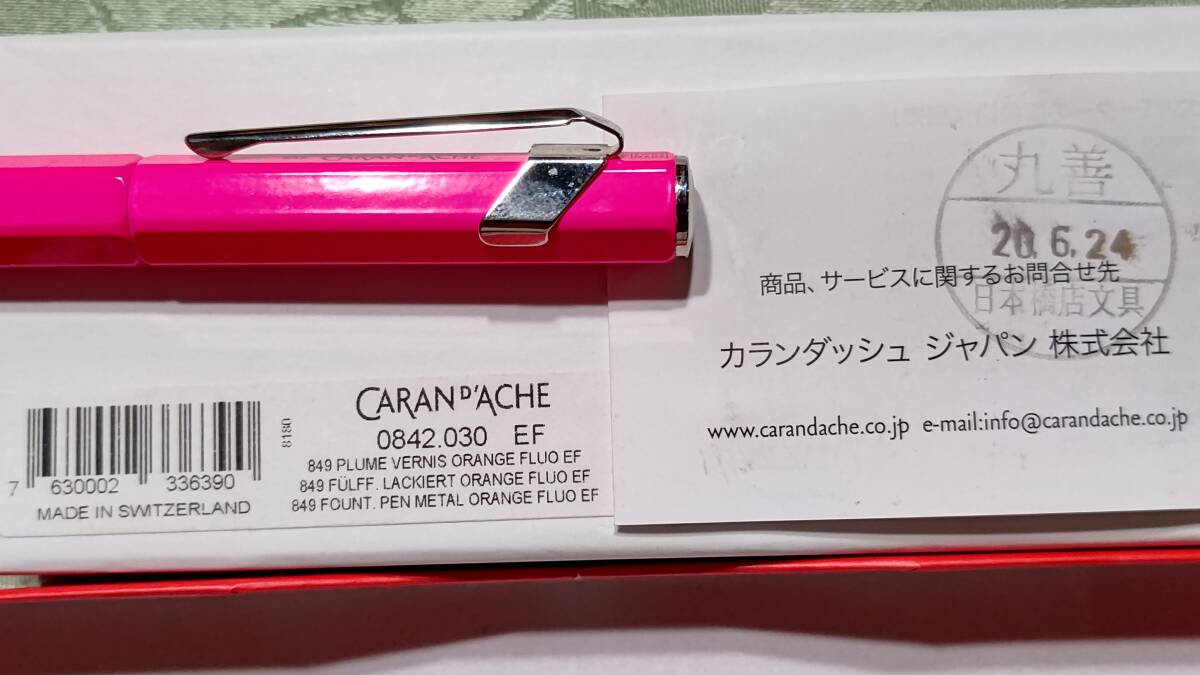 CARAN D'ACHE
丸善
20.6.24
日本橋店文具
商品、サービスに関するお問合せ先
カランダッシュ ジャパン 株式会社
www.carandache.co.jp e-mail:info@carandache.co.jp
CARAN D'ACHE
0842.030 EF
849 PLUME VERNIS ORANGE FLUO EF
849 FÜLLF. LACKIERT ORANGE FLUO EF
849 FOUNT. PEN METAL ORANGE FLUO EF
8180
7 630002 336390
MADE IN SWITZERLAND